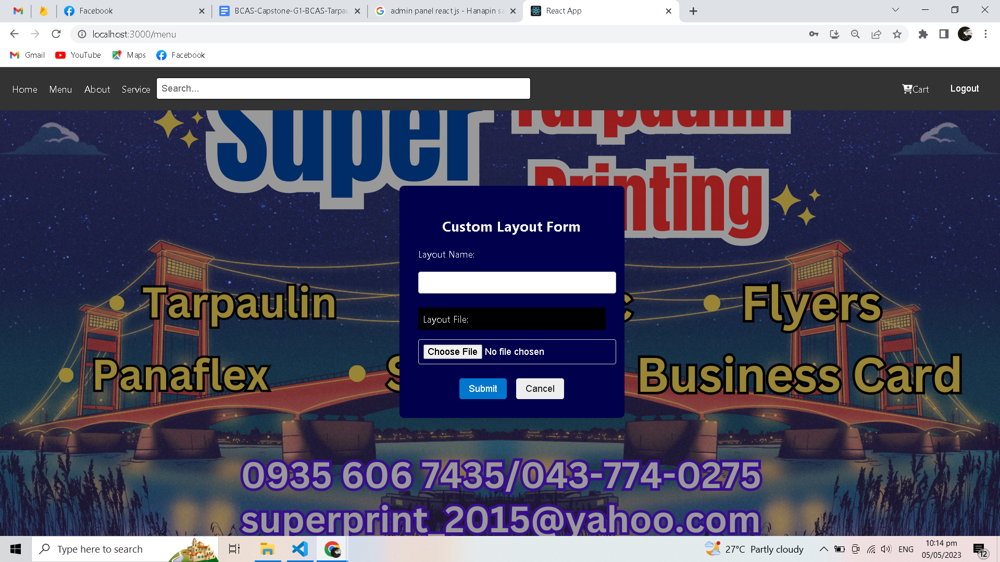 Facebook
BCAS-Capstone-G1-BCAS-Tarpau
admin panel react js - Hanapin sa
React App
localhost:3000/menu
Gmail
YouTube
Maps
Facebook
Home
Menu
About
Service
Search...
Cart
Logout
Super
Tarpaulin
Printing
Custom Layout Form
Layout Name:
Layout File:
Choose File No file chosen
Submit
Cancel
Tarpaulin
Flyers
Panaflex
Business Card
0935 606 7435/043-774-0275
superprint_2015@yahoo.com
Type here to search
27°C Partly cloudy
ENG
10:14 pm
05/05/2023
12